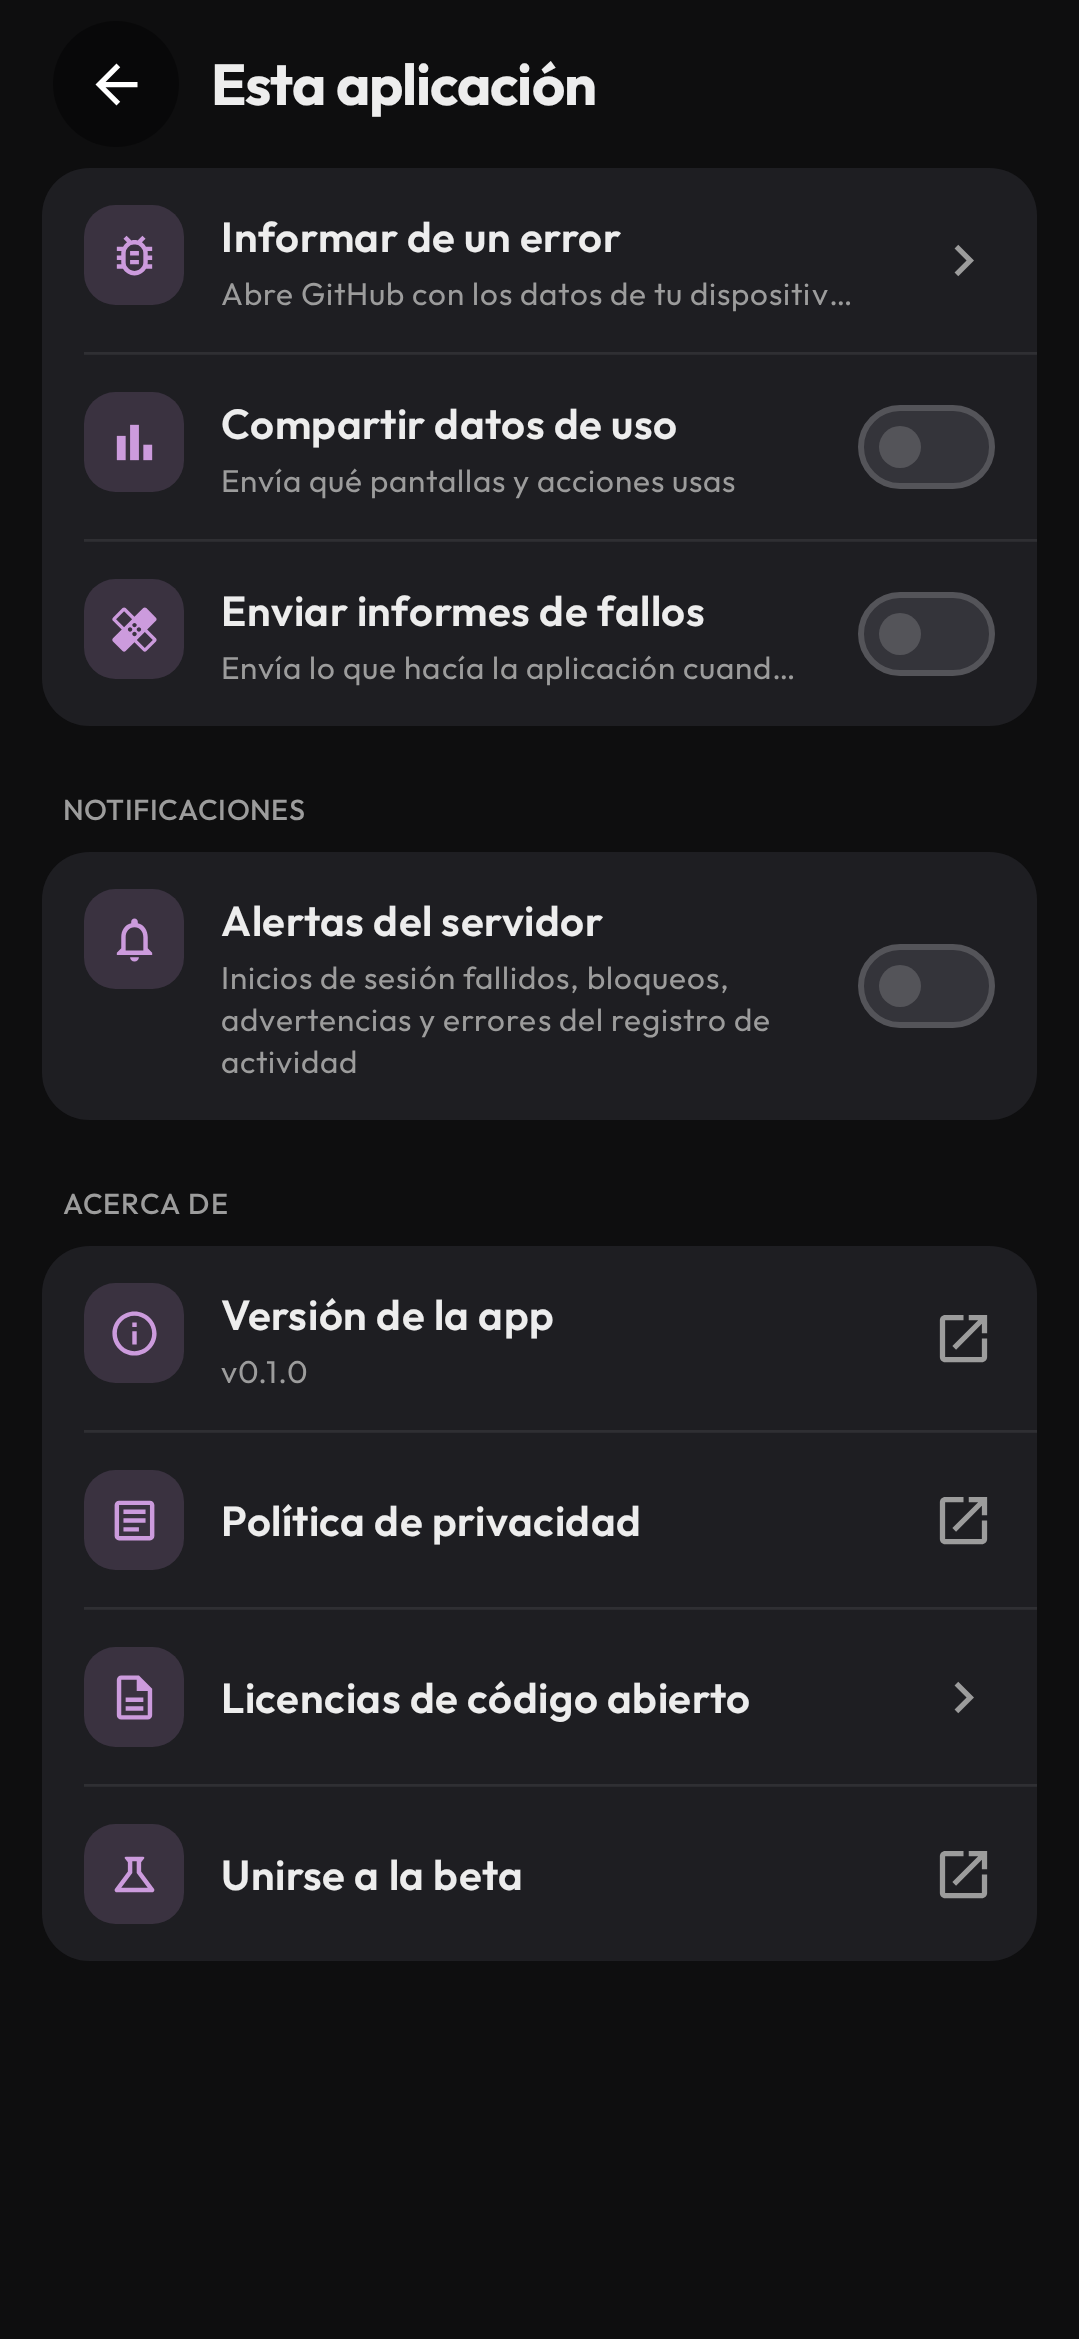 Esta aplicación
Informar de un error
Abre GitHub con los datos de tu dispositiv…
Compartir datos de uso
Envía qué pantallas y acciones usas
Enviar informes de fallos
Envía lo que hacía la aplicación cuand…
NOTIFICACIONES
Alertas del servidor
Inicios de sesión fallidos, bloqueos,
advertencias y errores del registro de
actividad
ACERCA DE
Versión de la app
v0.1.0
Política de privacidad
Licencias de código abierto
Unirse a la beta